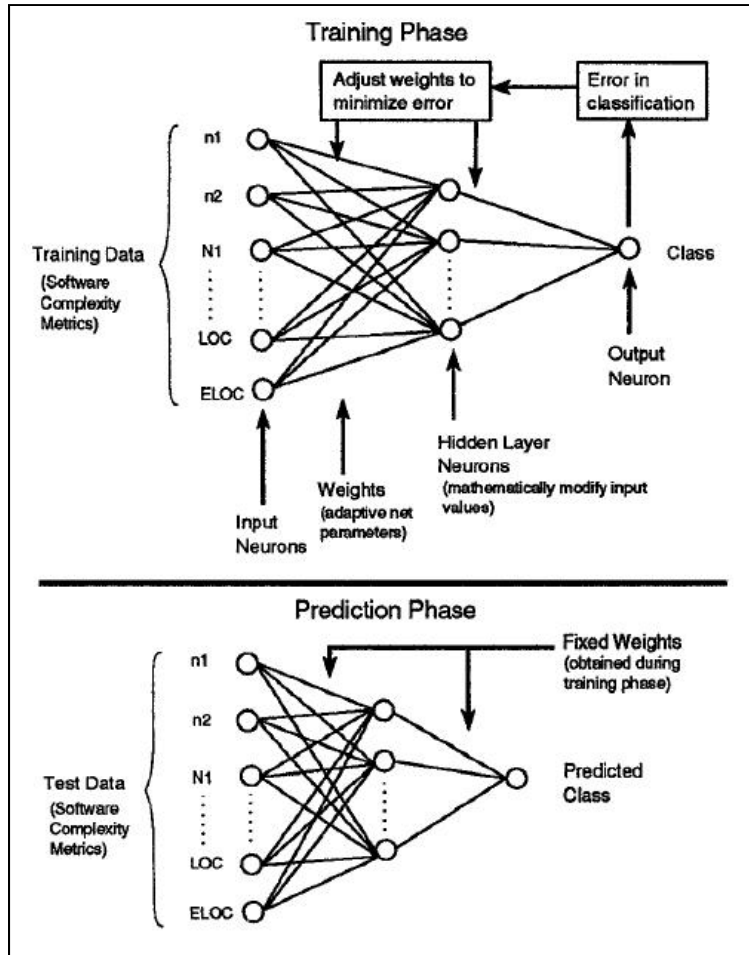 Training Phase
Adjust weights to
minimize error
Error in
classification
n1
n2
N1
LOC
ELOC
Training Data
(Software
Complexity
Metrics)
Class
Output
Neuron
Hidden Layer
Neurons
(mathematically modify input
values)
Weights
(adaptive net
parameters)
Input
Neurons
Prediction Phase
Fixed Weights
(obtained during
training phase)
n1
n2
N1
LOC
ELOC
Test Data
(Software
Complexity
Metrics)
Predicted
Class